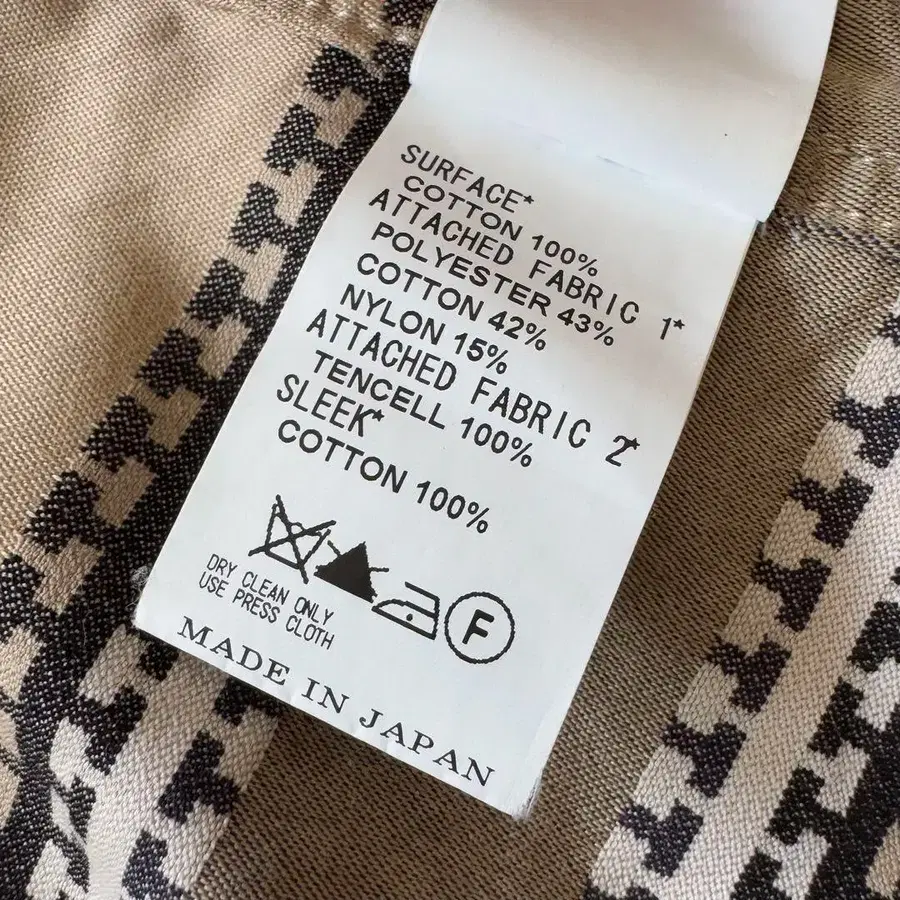 SURFACE*
COTTON 100%
ATTACHED FABRIC 1*
POLYESTER 43%
COTTON 42%
NYLON 15%
ATTACHED FABRIC 2*
TENCELL 100%
SLEEK*
COTTON 100%
F
DRY CLEAN ONLY
USE PRESS CLOTH
MADE IN JAPAN